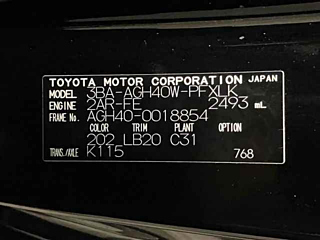 TOYOTA MOTOR CORPORATION JAPAN
MODEL 3BA-AGH40W-PFXLK
ENGINE 2AR-FE 2493 mL
FRAME No. AGH40-0018854
COLOR TRIM PLANT OPTION
202 LB20 C31
TRANS./AXLE K115 768